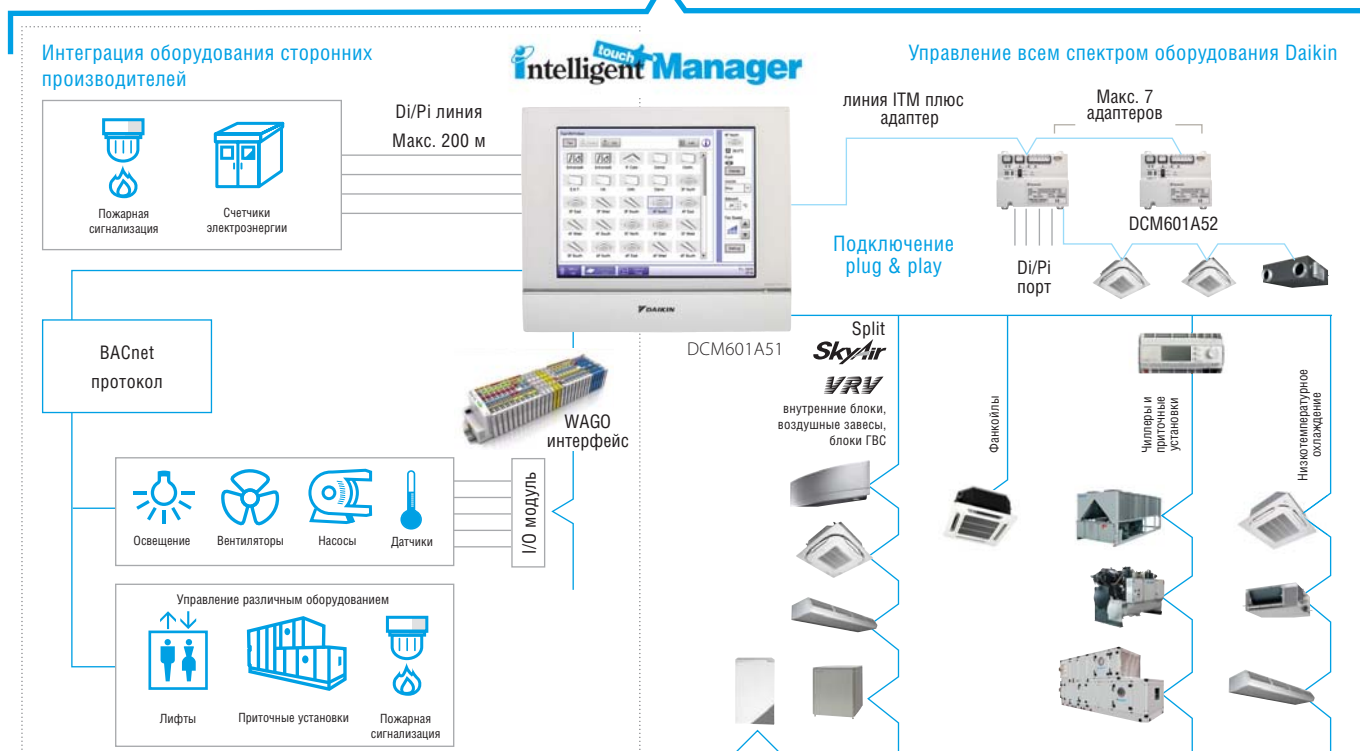 Интеграция оборудования сторонних
производителей
touch
intelligent Manager
Управление всем спектром оборудования Daikin
Di/Pi линия
Макс. 200 м
Пожарная
сигнализация
Счетчики
электроэнергии
линия ITM плюс
адаптер
Макс. 7
адаптеров
DCM601A52
Подключение
plug & play
Di/Pi
порт
DAIKIN
DCM601A51
BACnet
протокол
WAGO
интерфейс
Split
SkyAir
VRV
внутренние блоки,
воздушные завесы,
блоки ГВС
Фанкойлы
Чиллеры и
приточные
установки
Низкотемпературное
охлаждение
Освещение
Вентиляторы
Насосы
Датчики
I/O модуль
Управление различным оборудованием
Лифты
Приточные установки
Пожарная
сигнализация